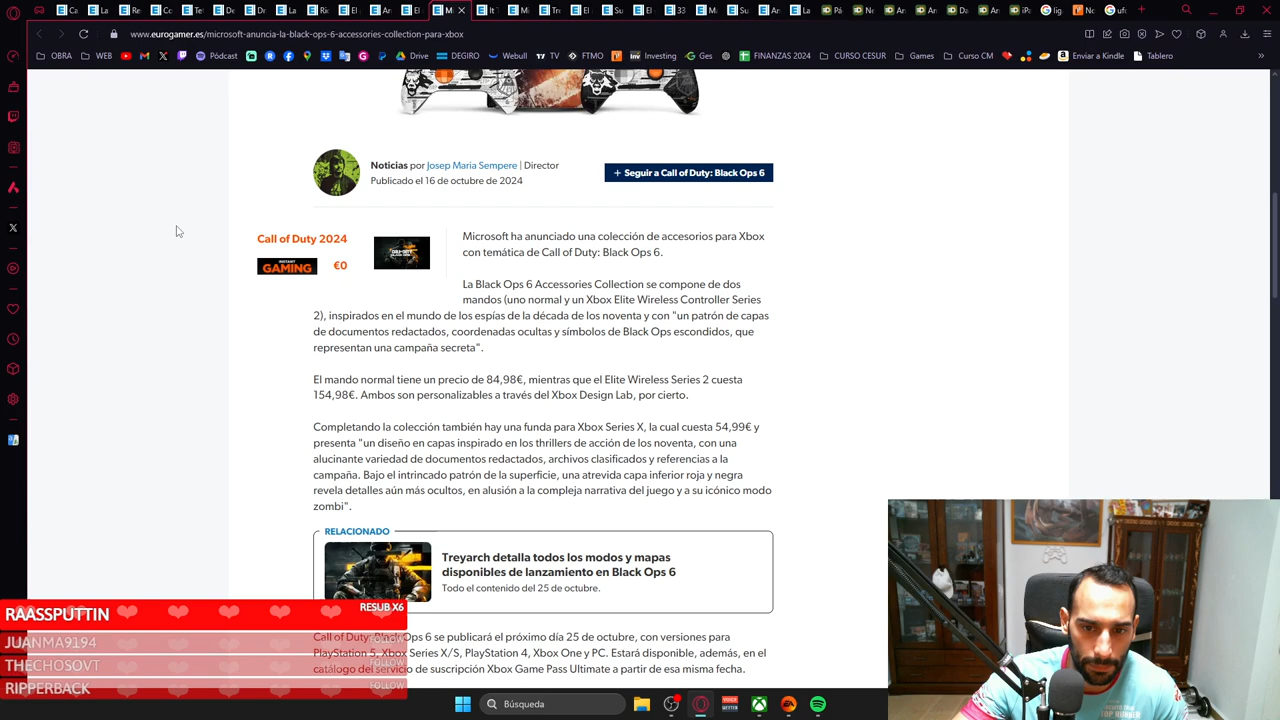 www.eurogamer.es/microsoft-anuncia-la-black-ops-6-accessories-collection-para-xbox
OBRA WEB YouTube Gmail Pódcast Drive DEGIRO Webull TV FTMO Investing Ges FINANZAS 2024 CURSO CESUR Games Curso CM Enviar a Kindle Tablero
Noticias por Josep Maria Sempere | Director
Publicado el 16 de octubre de 2024
+ Seguir a Call of Duty: Black Ops 6
Call of Duty 2024
INSTANT GAMING €0
Microsoft ha anunciado una colección de accesorios para Xbox
con temática de Call of Duty: Black Ops 6.
La Black Ops 6 Accessories Collection se compone de dos
mandos (uno normal y un Xbox Elite Wireless Controller Series
2), inspirados en el mundo de los espías de la década de los noventa y con "un patrón de capas
de documentos redactados, coordenadas ocultas y símbolos de Black Ops escondidos, que
representan una campaña secreta".
El mando normal tiene un precio de 84,98€, mientras que el Elite Wireless Series 2 cuesta
154,98€. Ambos son personalizables a través del Xbox Design Lab, por cierto.
Completando la colección también hay una funda para Xbox Series X, la cual cuesta 54,99€ y
presenta "un diseño en capas inspirado en los thrillers de acción de los noventa, con una
alucinante variedad de documentos redactados, archivos clasificados y referencias a la
campaña. Bajo el intrincado patrón de la superficie, una atrevida capa inferior roja y negra
revela detalles aún más ocultos, en alusión a la compleja narrativa del juego y a su icónico modo
zombi".
RELACIONADO
Treyarch detalla todos los modos y mapas
disponibles de lanzamiento en Black Ops 6
Todo el contenido del 25 de octubre.
RAASSPUTTIN RESUB X6
JUANMA9194 FOLLOW
THECHOSOVT FOLLOW
RIPPERBACK FOLLOW
Call of Duty: Black Ops 6 se publicará el próximo día 25 de octubre, con versiones para
PlayStation 5, Xbox Series X/S, PlayStation 4, Xbox One y PC. Estará disponible, además, en el
catálogo del servicio de suscripción Xbox Game Pass Ultimate a partir de esa misma fecha.
Búsqueda